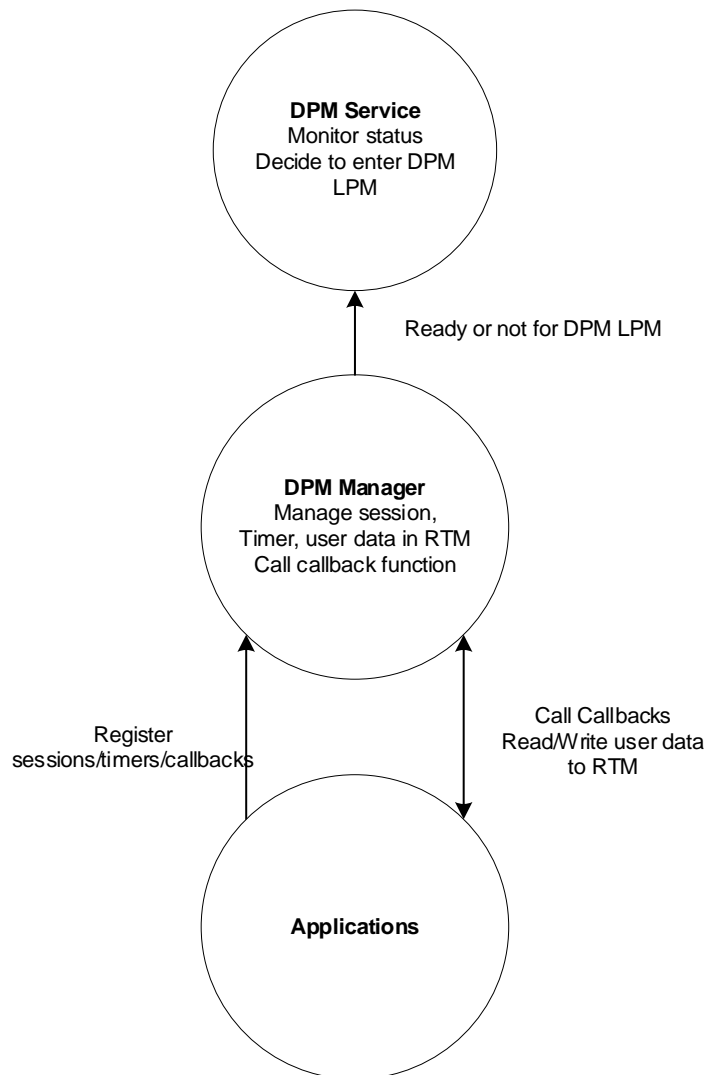 DPM Service
Monitor status
Decide to enter DPM
LPM
Ready or not for DPM LPM
DPM Manager
Manage session,
Timer, user data in RTM
Call callback function
Register
sessions/timers/callbacks
Call Callbacks
Read/Write user data
to RTM
Applications